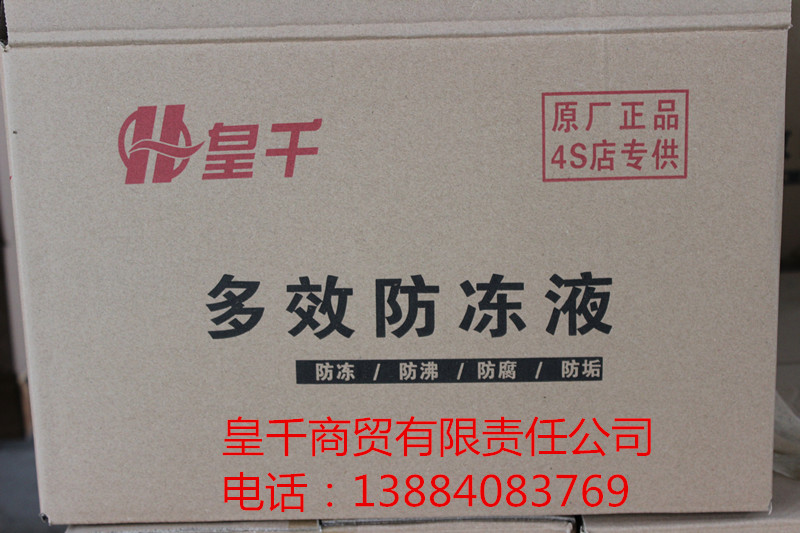 皇千
原厂正品
4S店专供
多效防冻液
防冻 / 防沸 / 防腐 / 防垢
皇千商贸有限责任公司
电话：13884083769